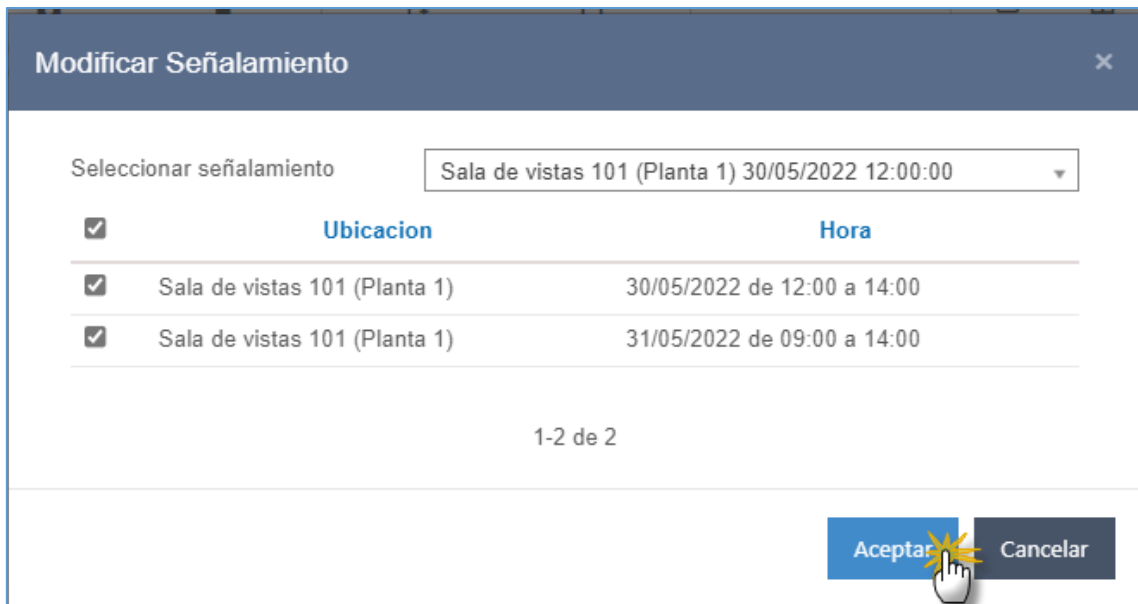 Modificar Señalamiento ×
Seleccionar señalamiento Sala de vistas 101 (Planta 1) 30/05/2022 12:00:00
Ubicacion Hora
Sala de vistas 101 (Planta 1) 30/05/2022 de 12:00 a 14:00
Sala de vistas 101 (Planta 1) 31/05/2022 de 09:00 a 14:00
1-2 de 2
Aceptar Cancelar